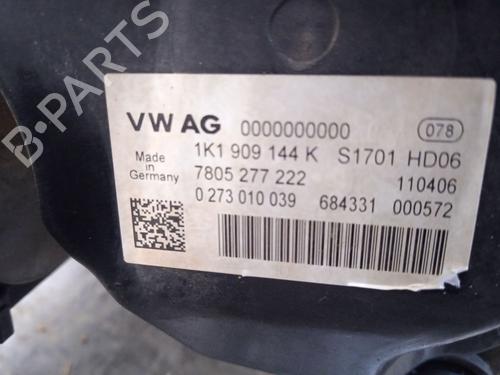 B-PARTS
VW AG 0000000000 078
Made in Germany
1K1 909 144 K S1701 HD06
7805 277 222 110406
0 273 010 039 684331 000572